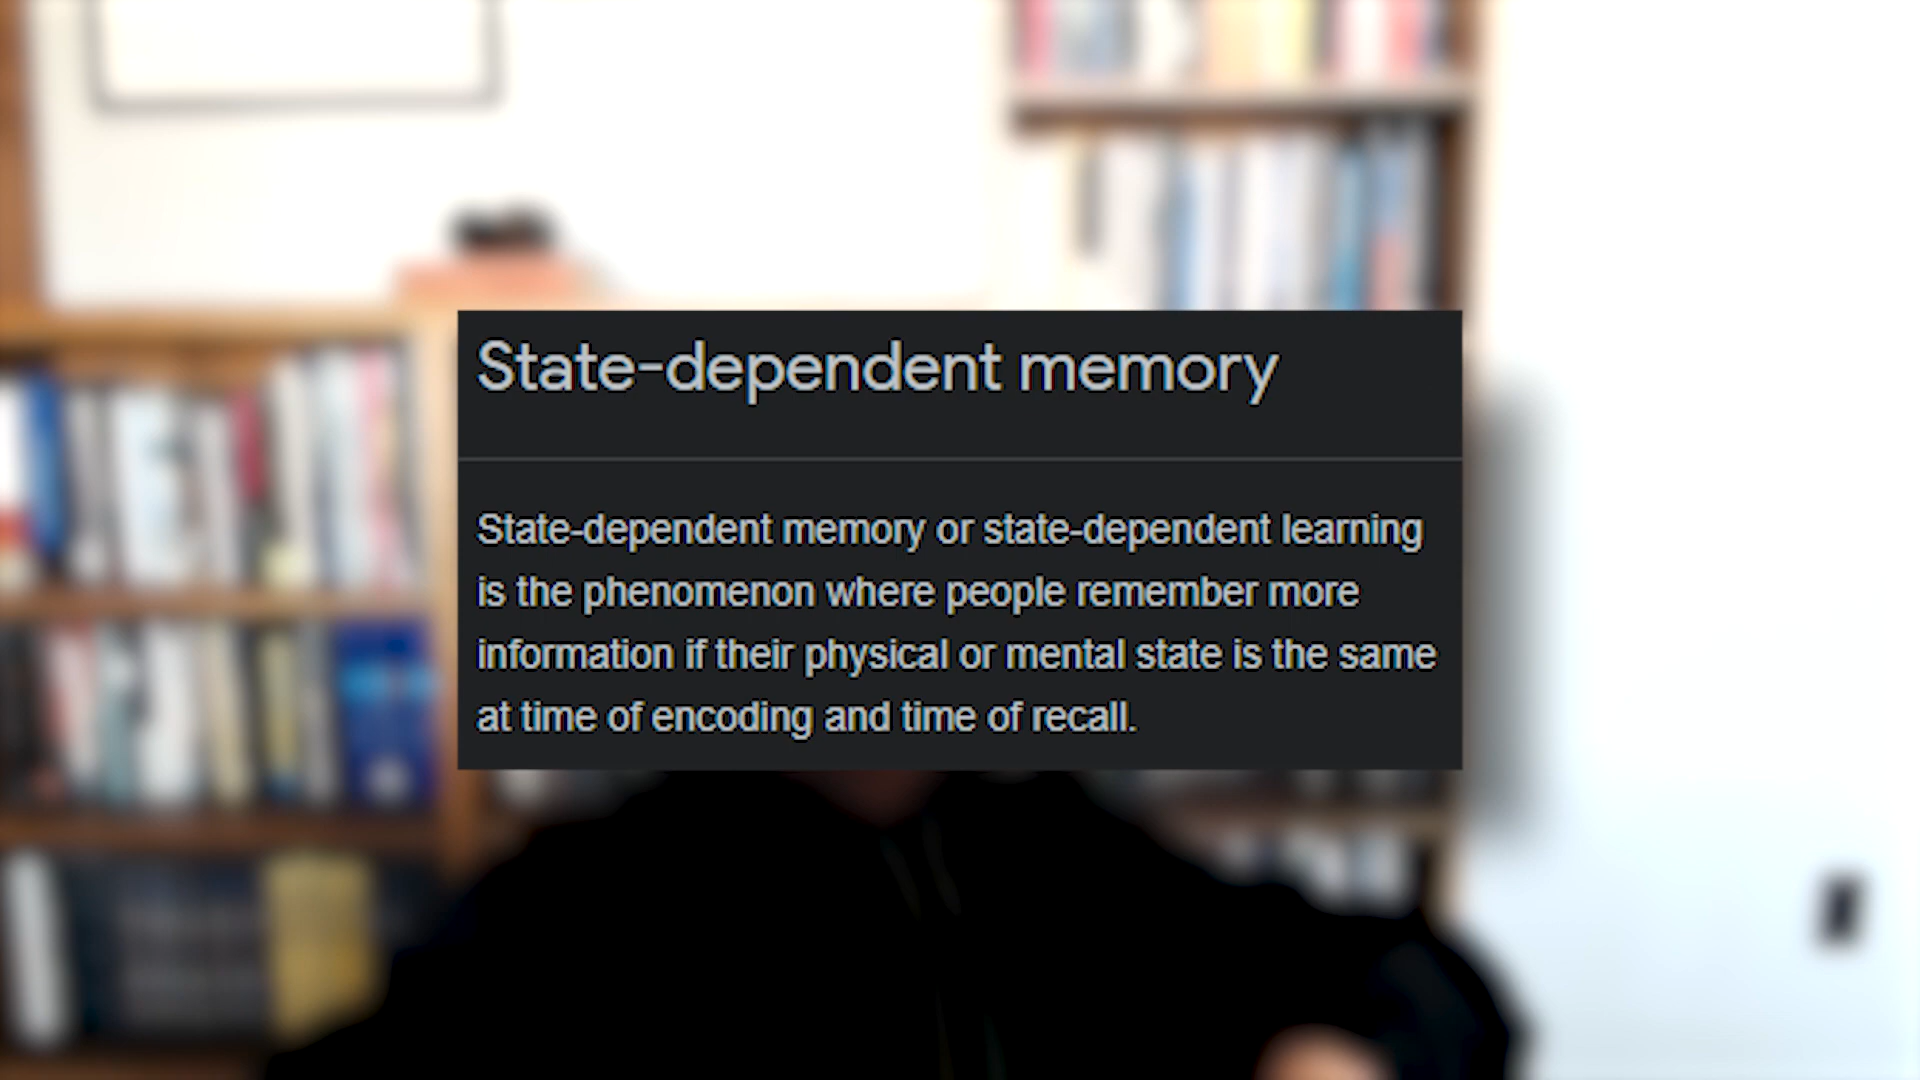 State-dependent memory
State-dependent memory or state-dependent learning
is the phenomenon where people remember more
information if their physical or mental state is the same
at time of encoding and time of recall.